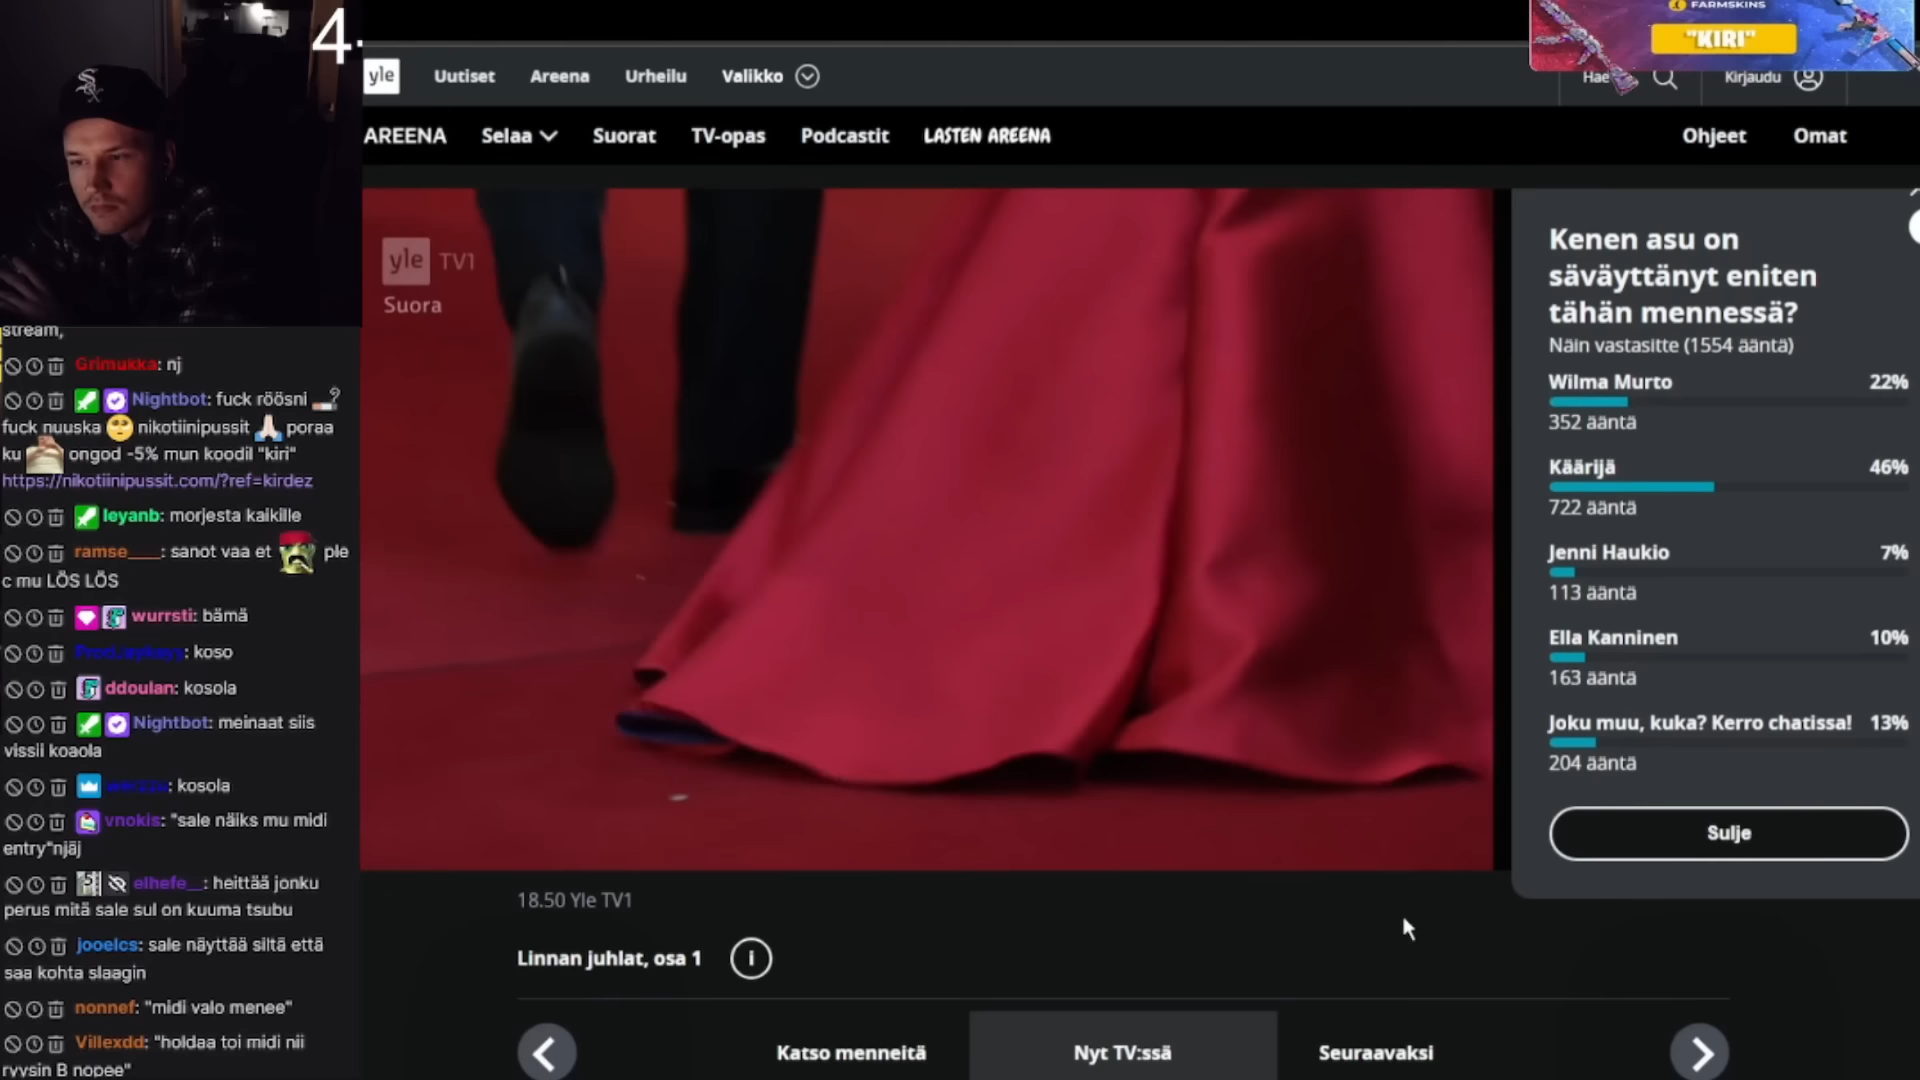 4
FARMSKINS
"KIRI"
yle
Uutiset
Areena
Urheilu
Valikko
Hae
Kirjaudu
AREENA
Selaa
Suorat
TV-opas
Podcastit
LASTEN AREENA
Ohjeet
Omat
yle TV1
Suora
Kenen asu on
säväyttänyt eniten
tähän mennessä?
Näin vastasitte (1554 ääntä)
Wilma Murto 22%
352 ääntä
Käärijä 46%
722 ääntä
Jenni Haukio 7%
113 ääntä
Ella Kanninen 10%
163 ääntä
Joku muu, kuka? Kerro chatissa! 13%
204 ääntä
Sulje
stream,
Grimukka: nj
Nightbot: fuck röösni
fuck nuuska nikotiinipussit poraa
ku ongod -5% mun koodil "kiri"
https://nikotiinipussit.com/?ref=kirdez
leyanb: morjesta kaikille
ramse___: sanot vaa et ple
c mu LÖS LÖS
wurrsti: bämä
koso
ddoulan: kosola
Nightbot: meinaat siis
vissii koaola
kosola
vnokis: "sale näiks mu midi
entry"njäj
elhefe__: heittää jonku
perus mitä sale sul on kuuma tsubu
jooelcs: sale näyttää siltä että
saa kohta slaagin
nonnef: "midi valo menee"
Villexdd: "holdaa toi midi nii
ryysin B nopee"
18.50 Yle TV1
Linnan juhlat, osa 1
Katso menneitä
Nyt TV:ssä
Seuraavaksi